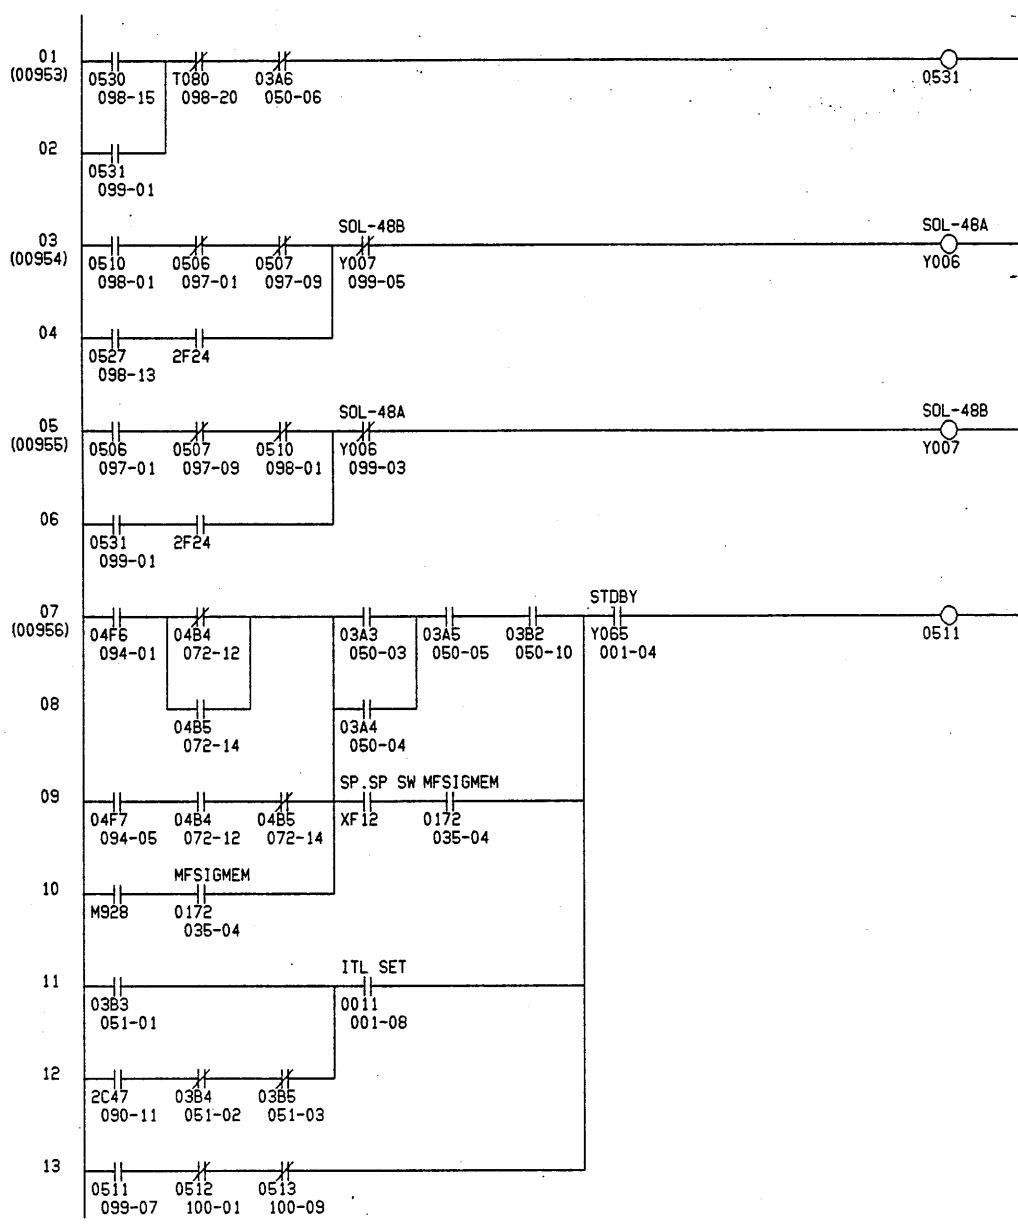 01
(00953) 0530 T080 03A6 0531
098-15 098-20 050-06
02
0531
099-01
SOL-48B SOL-48A
03
(00954) 0510 0506 0507 Y007 Y006
098-01 097-01 097-09 099-05
04
0527 2F24
098-13
SOL-48A SOL-48B
05
(00955) 0506 0507 0510 Y006 Y007
097-01 097-09 098-01 099-03
06
0531 2F24
099-01
STDBY
07
(00956) 04F6 04B4 03A3 03A5 03B2 Y065 0511
094-01 072-12 050-03 050-05 050-10 001-04
08
04B5 03A4
072-14 050-04
SP.SP SW MFSIGMEM
09
04F7 04B4 04B5 XF12 0172
094-05 072-12 072-14 035-04
MFSIGMEM
10
M928 0172
035-04
ITL SET
11
03B3 0011
051-01 001-08
12
2C47 03B4 03B5
090-11 051-02 051-03
13
0511 0512 0513
099-07 100-01 100-09